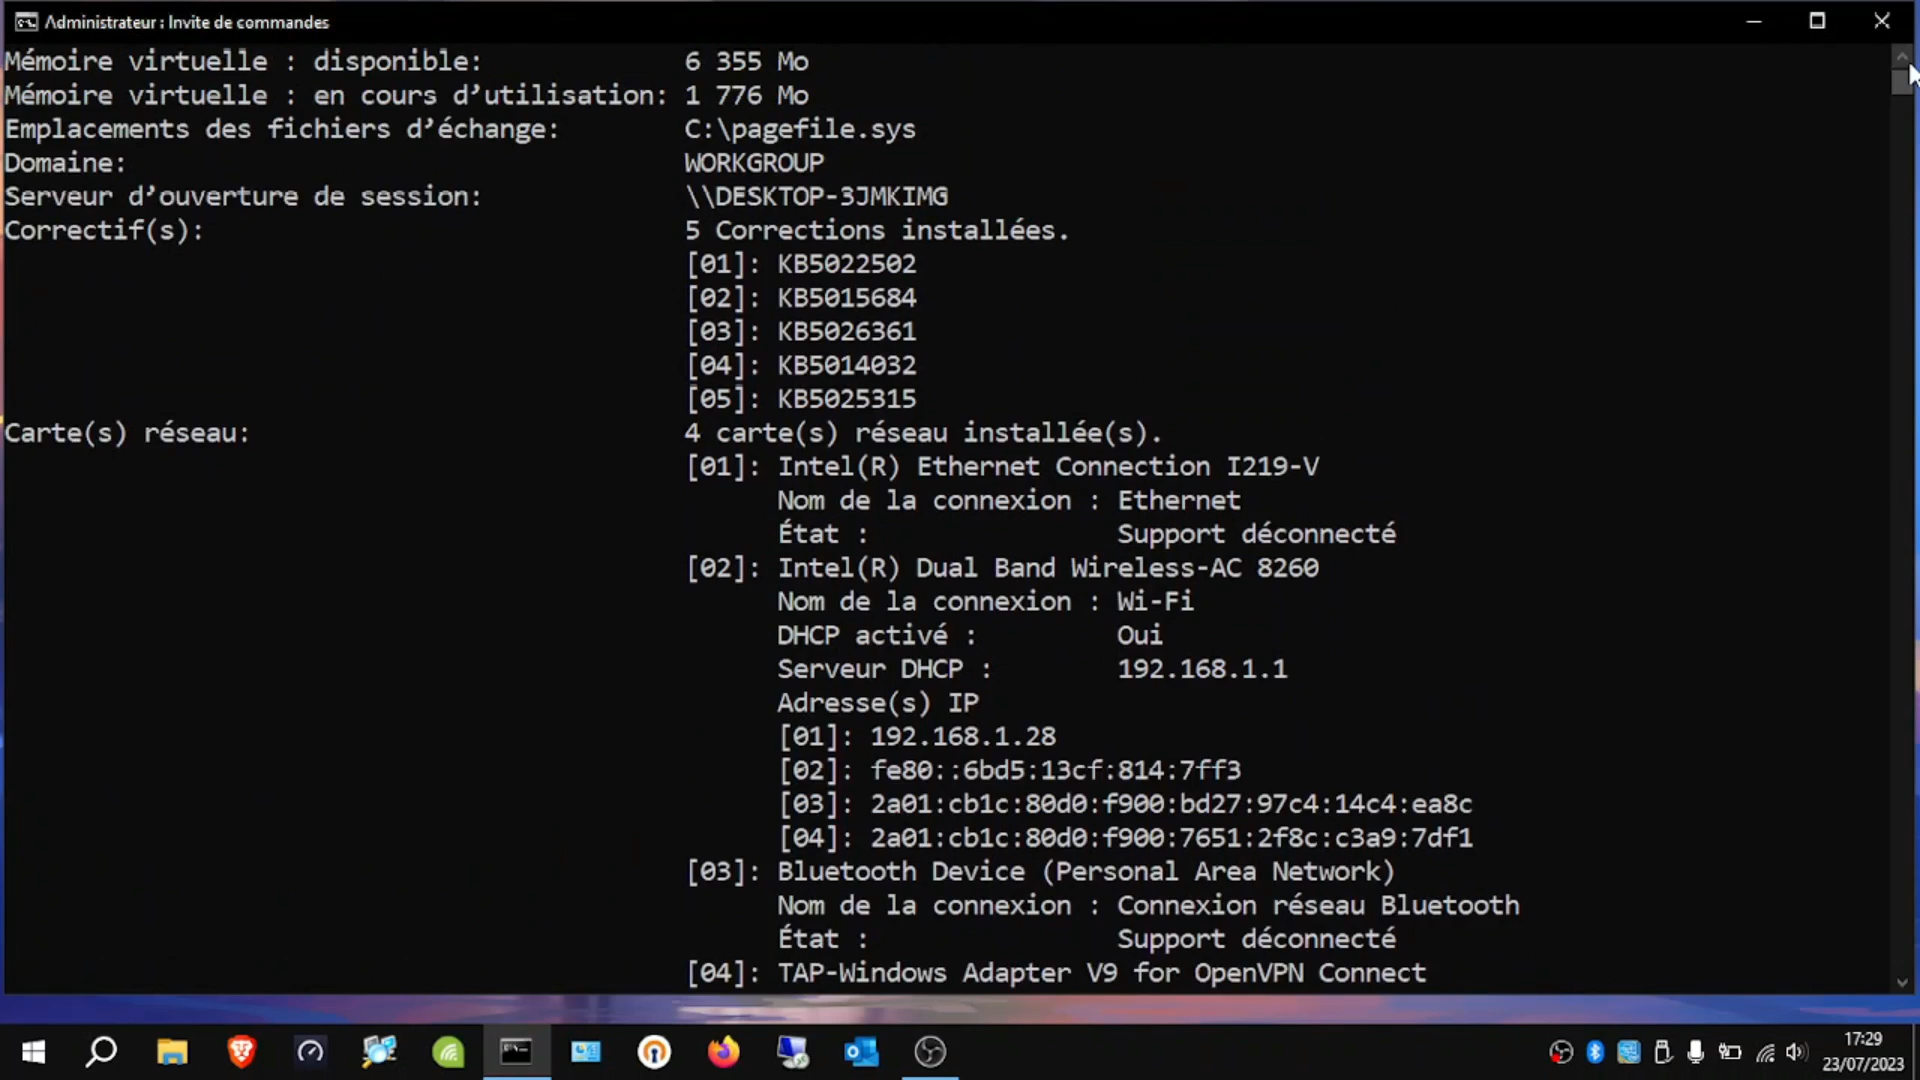 Administrateur : Invite de commandes
Mémoire virtuelle : disponible: 6 355 Mo
Mémoire virtuelle : en cours d’utilisation: 1 776 Mo
Emplacements des fichiers d’échange: C:\pagefile.sys
Domaine: WORKGROUP
Serveur d’ouverture de session: \\DESKTOP-3JMKIMG
Correctif(s): 5 Corrections installées.
[01]: KB5022502
[02]: KB5015684
[03]: KB5026361
[04]: KB5014032
[05]: KB5025315
Carte(s) réseau: 4 carte(s) réseau installée(s).
[01]: Intel(R) Ethernet Connection I219-V
Nom de la connexion : Ethernet
État : Support déconnecté
[02]: Intel(R) Dual Band Wireless-AC 8260
Nom de la connexion : Wi-Fi
DHCP activé : Oui
Serveur DHCP : 192.168.1.1
Adresse(s) IP
[01]: 192.168.1.28
[02]: fe80::6bd5:13cf:814:7ff3
[03]: 2a01:cb1c:80d0:f900:bd27:97c4:14c4:ea8c
[04]: 2a01:cb1c:80d0:f900:7651:2f8c:c3a9:7df1
[03]: Bluetooth Device (Personal Area Network)
Nom de la connexion : Connexion réseau Bluetooth
État : Support déconnecté
[04]: TAP-Windows Adapter V9 for OpenVPN Connect
17:29
23/07/2023